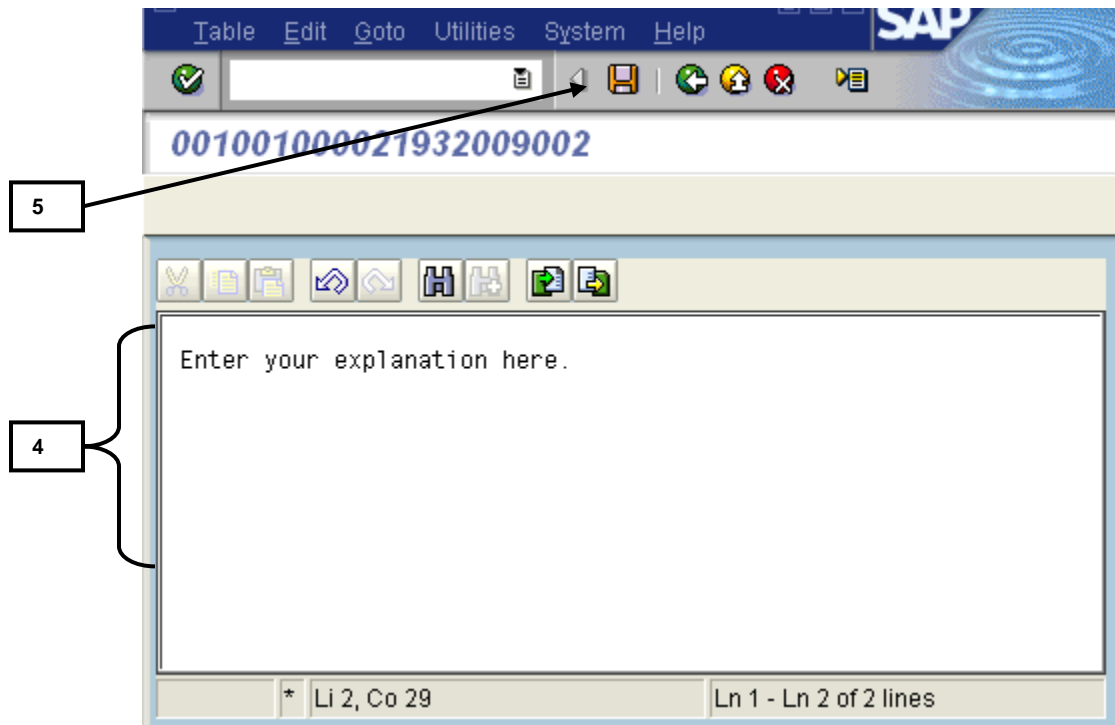 Table Edit Goto Utilities System Help
SAP
001001000021932009002
5
Enter your explanation here.
4
* Li 2, Co 29 Ln 1 - Ln 2 of 2 lines